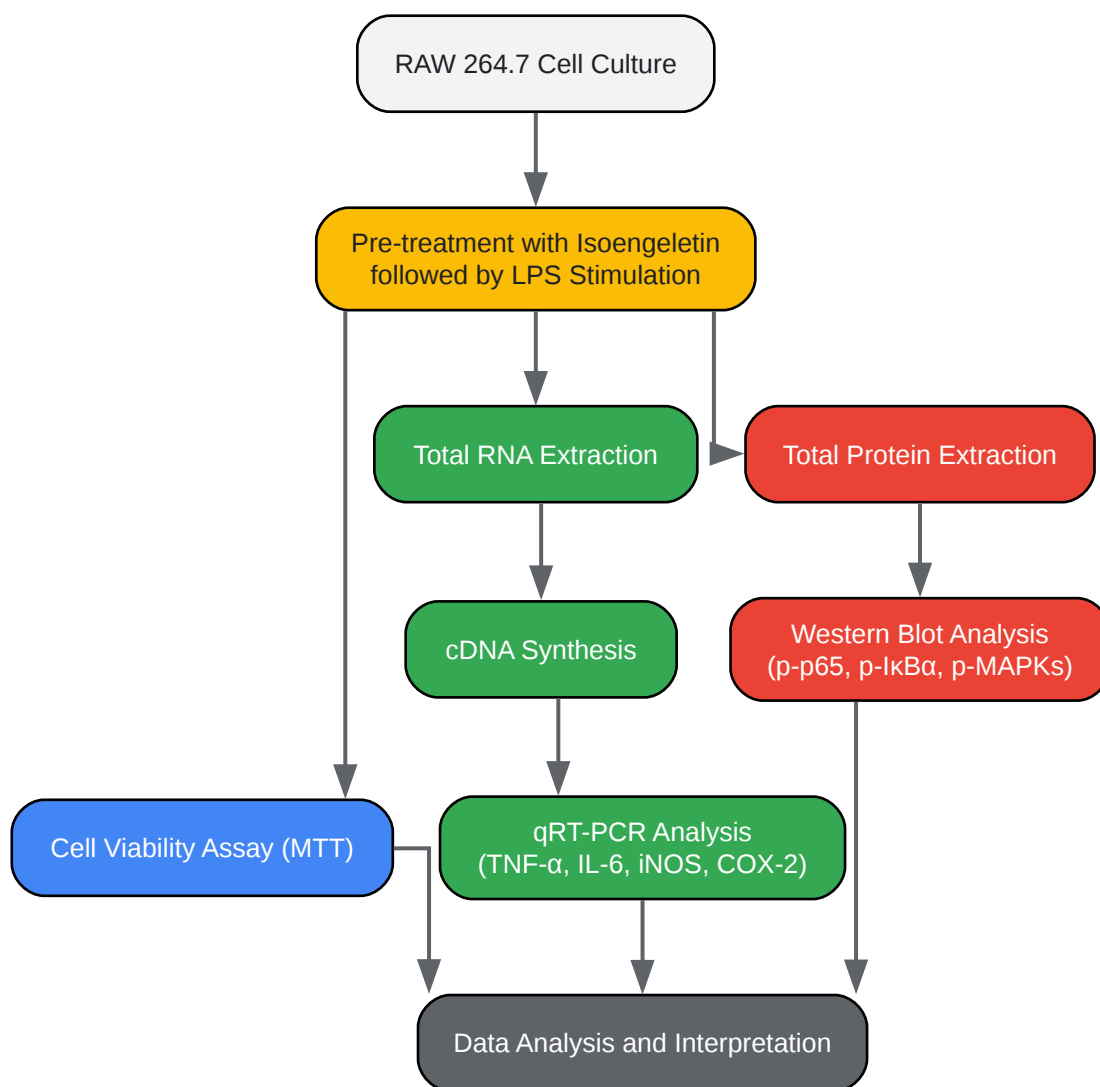 RAW 264.7 Cell Culture
Pre-treatment with Isoengeletin
followed by LPS Stimulation
Total RNA Extraction
Total Protein Extraction
cDNA Synthesis
Western Blot Analysis
(p-p65, p-IκBα, p-MAPKs)
Cell Viability Assay (MTT)
qRT-PCR Analysis
(TNF-α, IL-6, iNOS, COX-2)
Data Analysis and Interpretation